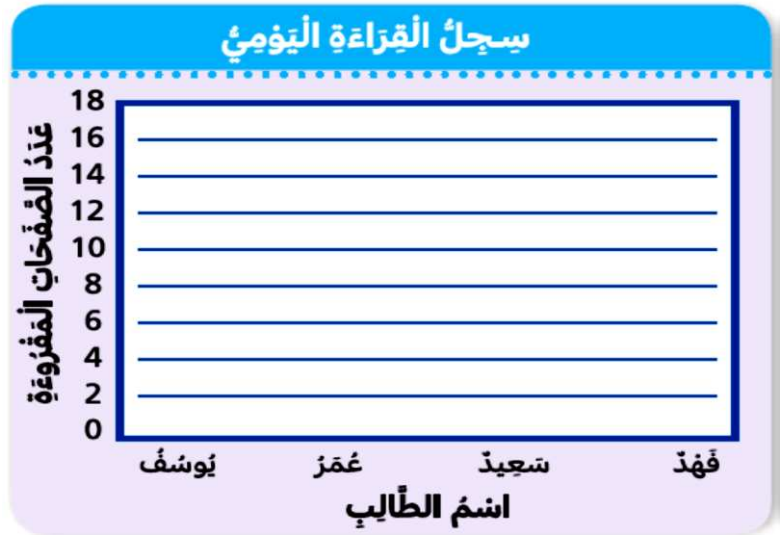 سِجِلُّ الْقِرَاءَةِ الْيَوْمِيُّ
عَدَدُ الصَّفَحَاتِ الْمَقْرُوءَةِ
18
16
14
12
10
8
6
4
2
0
يُوسُفُ عُمَرُ سَعِيدٌ فَهْدٌ
اسْمُ الطَّالِبِ